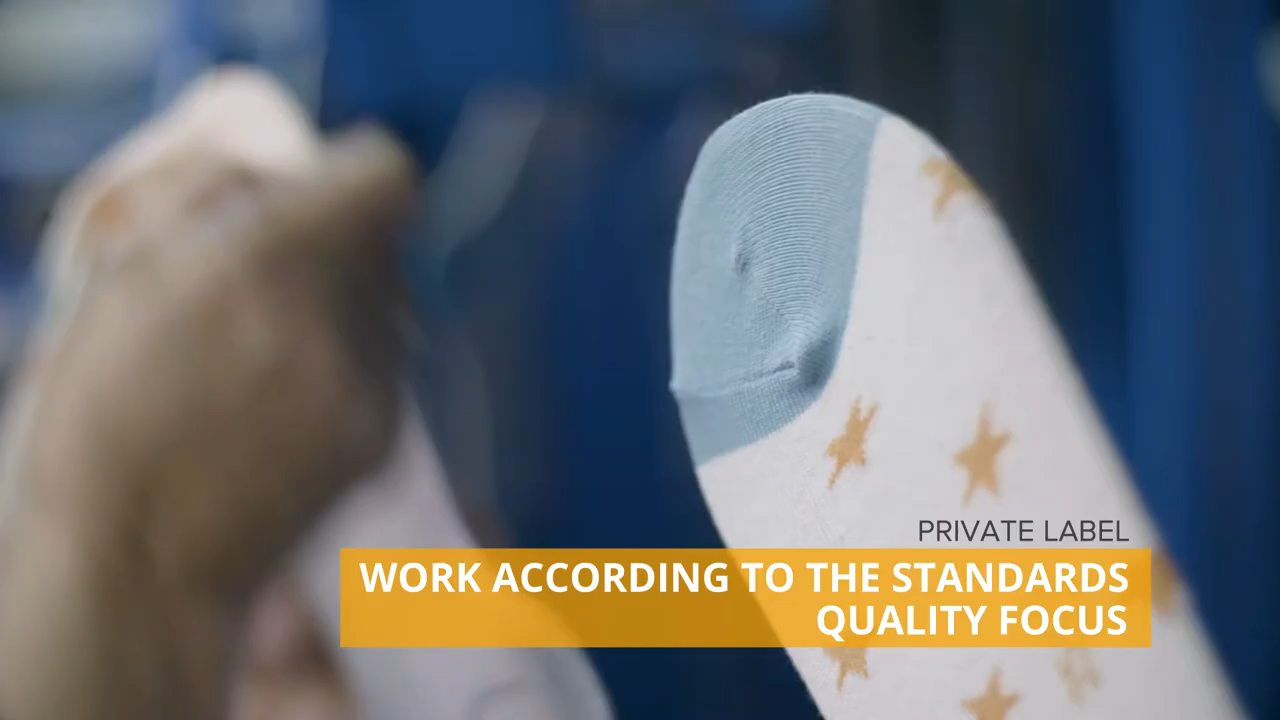 PRIVATE LABEL
WORK ACCORDING TO THE STANDARDS
QUALITY FOCUS